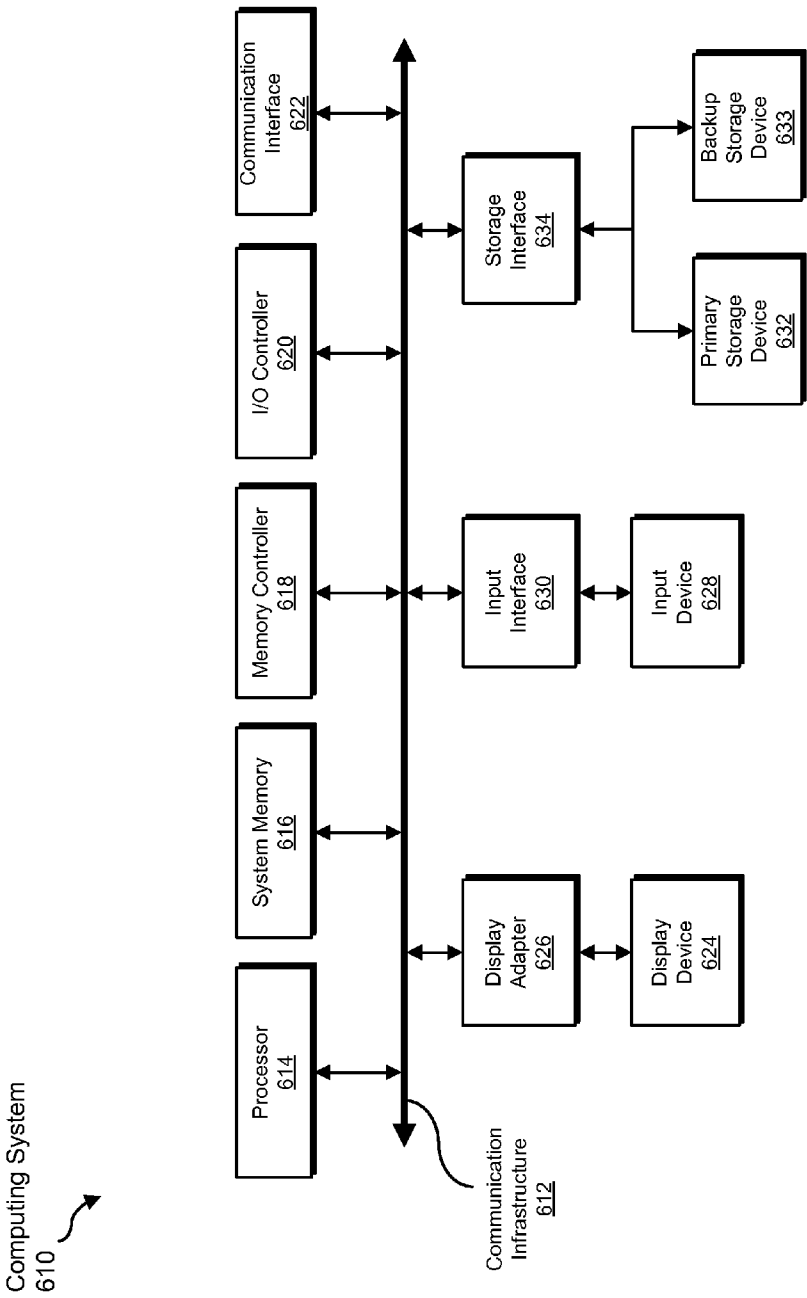 Computing System
610
Processor
614
System Memory
616
Memory Controller
618
I/O Controller
620
Communication
Interface
622
Communication
Infrastructure
612
Display
Adapter
626
Input
Interface
630
Storage
Interface
634
Display
Device
624
Input
Device
628
Primary
Storage
Device
632
Backup
Storage
Device
633